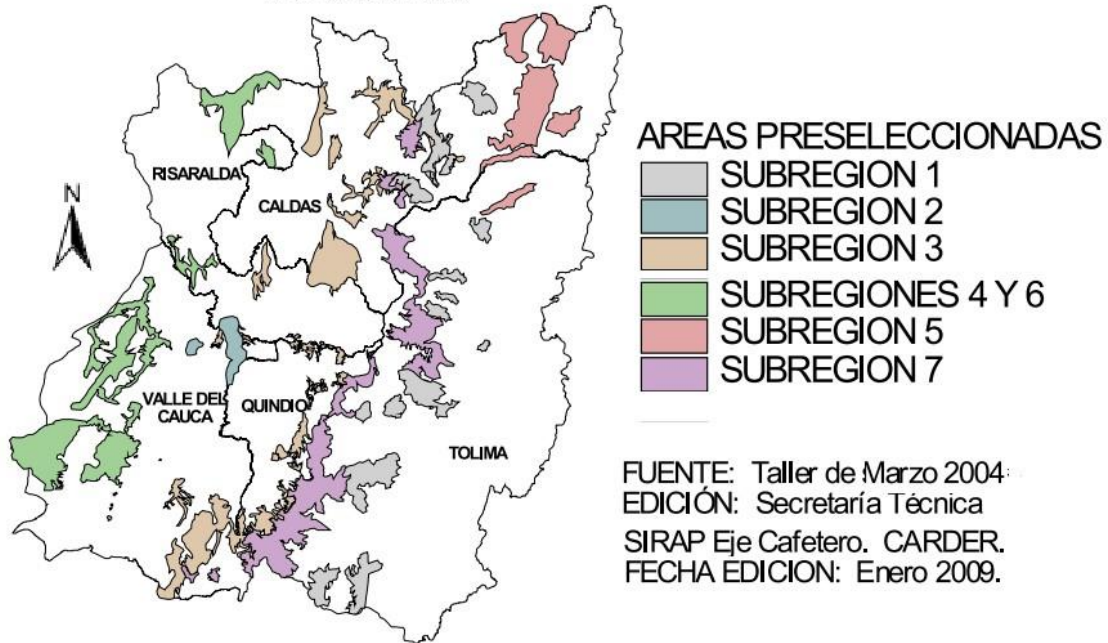 RISARALDA
N
CALDAS
VALLE DEL
CAUCA
QUINDIO
TOLIMA
AREAS PRESELECCIONADAS
SUBREGION 1
SUBREGION 2
SUBREGION 3
SUBREGIONES 4 Y 6
SUBREGION 5
SUBREGION 7
FUENTE: Taller de Marzo 2004
EDICIÓN: Secretaría Técnica
SIRAP Eje Cafetero. CARDER.
FECHA EDICION: Enero 2009.